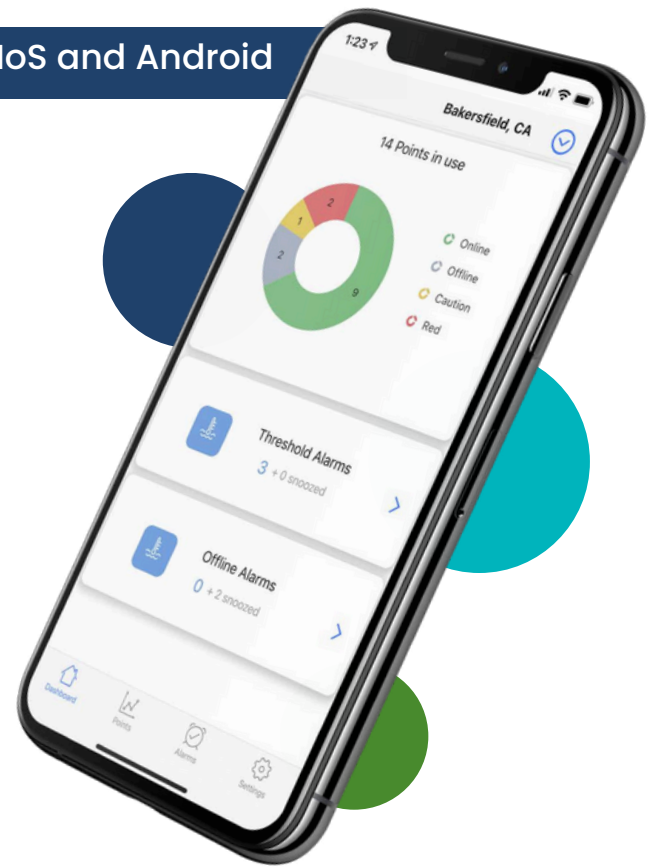 IoS and Android
1:23
Bakersfield, CA
14 Points in use
2
1
2
9
Online
Offline
Caution
Red
Threshold Alarms
3 + 0 snoozed
Offline Alarms
0 + 2 snoozed
Dashboard
Points
Alarms
Settings